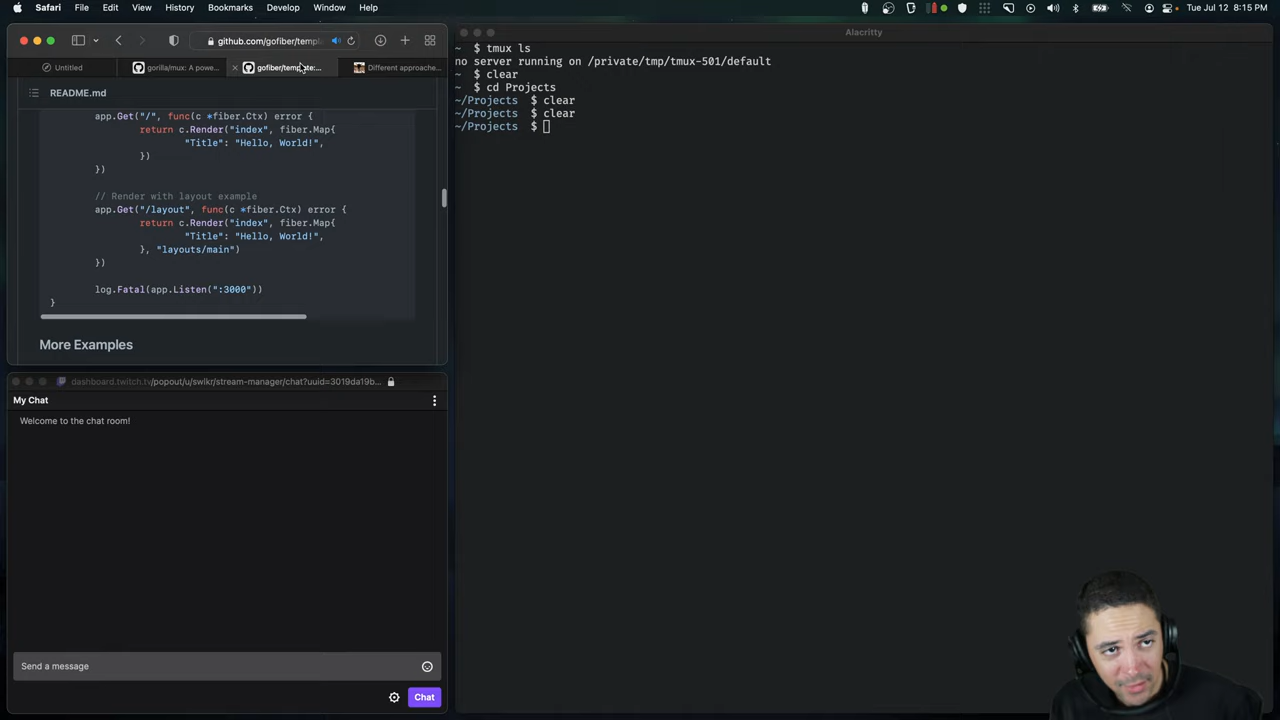 Safari File Edit View History Bookmarks Develop Window Help
Tue Jul 12 8:15 PM
github.com/gofiber/templ
Untitled
gorilla/mux: A powe...
gofiber/template:...
Different approache...
README.md
app.Get("/", func(c *fiber.Ctx) error {
return c.Render("index", fiber.Map{
"Title": "Hello, World!",
})
})
// Render with layout example
app.Get("/layout", func(c *fiber.Ctx) error {
return c.Render("index", fiber.Map{
"Title": "Hello, World!",
}, "layouts/main")
})
log.Fatal(app.Listen(":3000"))
}
More Examples
dashboard.twitch.tv/popout/u/swlkr/stream-manager/chat?uuid=3019da19b...
My Chat
Welcome to the chat room!
Send a message
Chat
Alacritty
~ $ tmux ls
no server running on /private/tmp/tmux-501/default
~ $ clear
~ $ cd Projects
~/Projects $ clear
~/Projects $ clear
~/Projects $